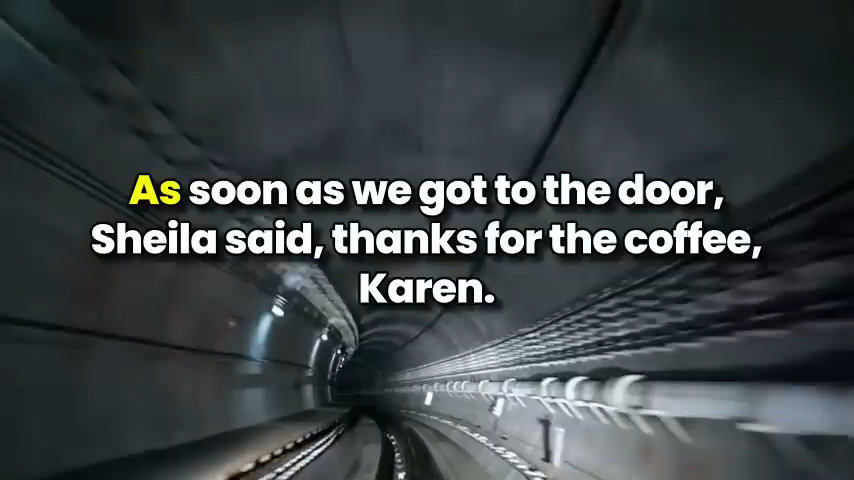 As soon as we got to the door,
Sheila said, thanks for the coffee,
Karen.